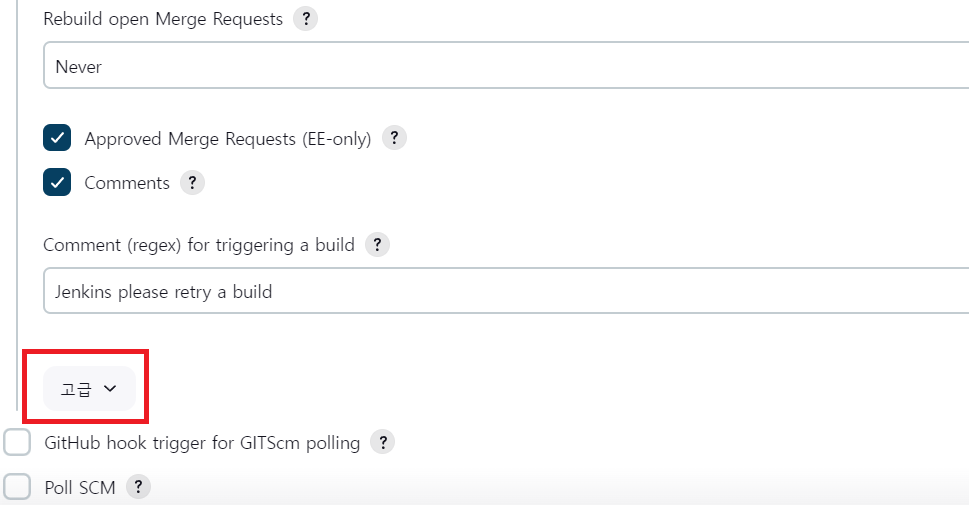 Rebuild open Merge Requests ?
Never
Approved Merge Requests (EE-only) ?
Comments ?
Comment (regex) for triggering a build ?
Jenkins please retry a build
고급
GitHub hook trigger for GITScm polling ?
Poll SCM ?